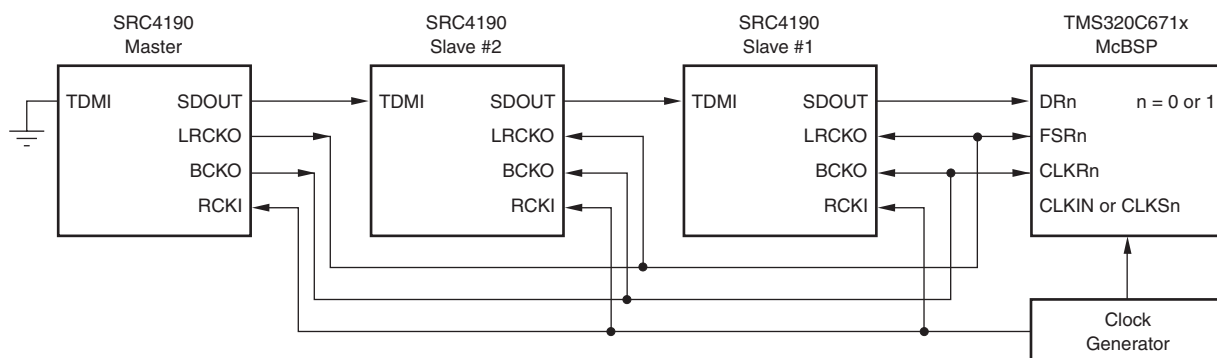 SRC4190
Master
SRC4190
Slave #2
SRC4190
Slave #1
TMS320C671x
McBSP
TDMI
SDOUT
LRCKO
BCKO
RCKI
TDMI
SDOUT
LRCKO
BCKO
RCKI
TDMI
SDOUT
LRCKO
BCKO
RCKI
DRn
n = 0 or 1
FSRn
CLKRn
CLKIN or CLKSn
Clock
Generator